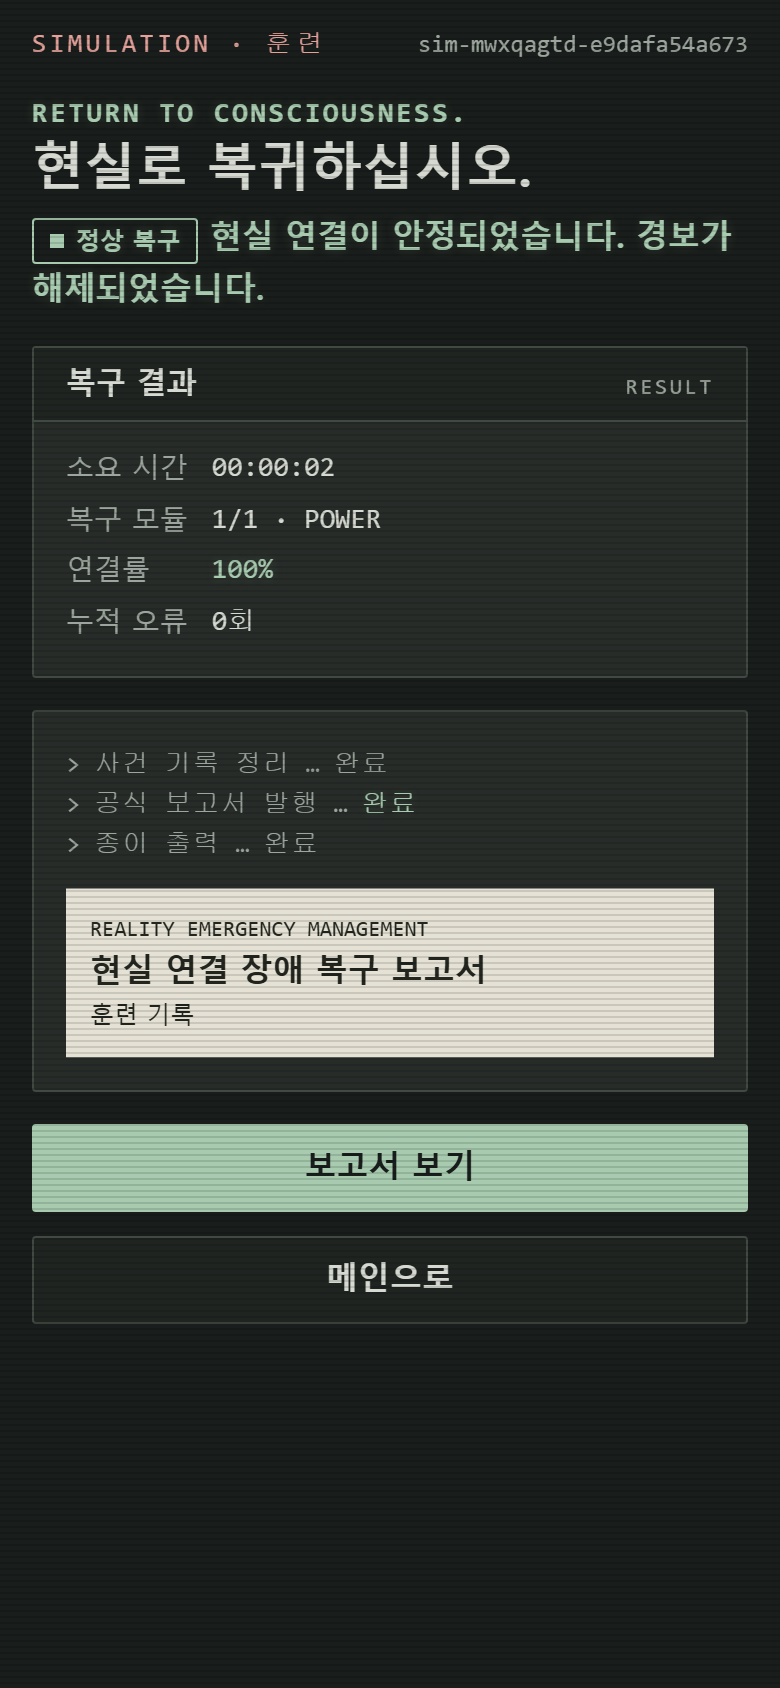 SIMULATION · 훈련
sim-mwxqagtd-e9dafa54a673
RETURN TO CONSCIOUSNESS.
현실로 복귀하십시오.
■ 정상 복구 현실 연결이 안정되었습니다. 경보가
해제되었습니다.
복구 결과 RESULT
소요 시간 00:00:02
복구 모듈 1/1 · POWER
연결률 100%
누적 오류 0회
> 사건 기록 정리 … 완료
> 공식 보고서 발행 … 완료
> 종이 출력 … 완료
REALITY EMERGENCY MANAGEMENT
현실 연결 장애 복구 보고서
훈련 기록
보고서 보기
메인으로